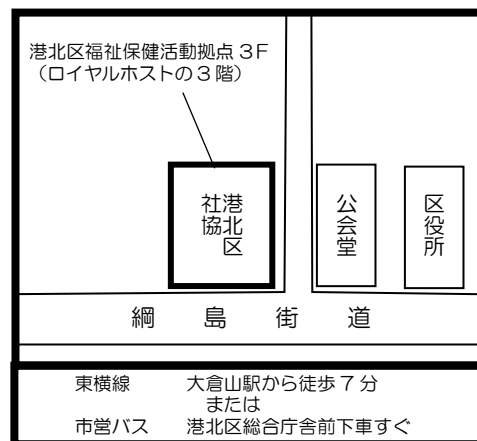 港北区福祉保健活動拠点３F
（ロイヤルホストの３階）
港北区
社協
公会堂
区役所
綱島街道
東横線　大倉山駅から徒歩７分
または
市営バス　港北区総合庁舎前下車すぐ